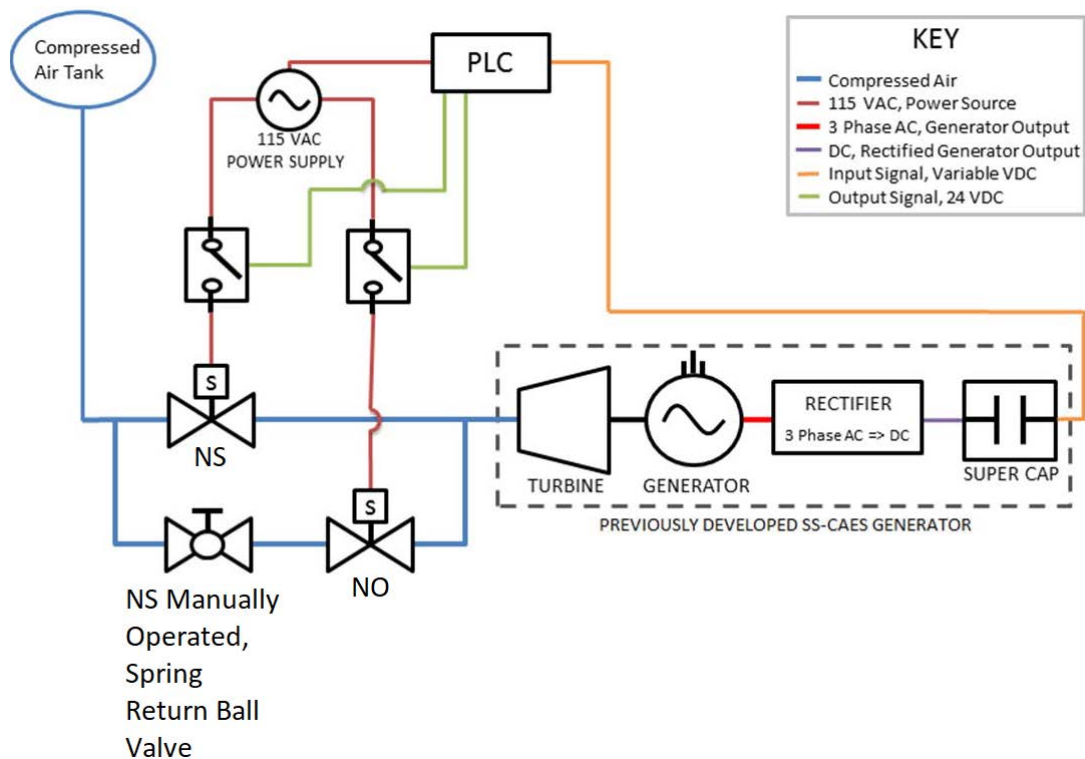 Compressed
Air Tank
PLC
115 VAC
POWER SUPPLY
KEY
Compressed Air
115 VAC, Power Source
3 Phase AC, Generator Output
DC, Rectified Generator Output
Input Signal, Variable VDC
Output Signal, 24 VDC
S
NS
S
NO
NS Manually
Operated,
Spring
Return Ball
Valve
TURBINE
GENERATOR
RECTIFIER
3 Phase AC => DC
SUPER CAP
PREVIOUSLY DEVELOPED SS-CAES GENERATOR